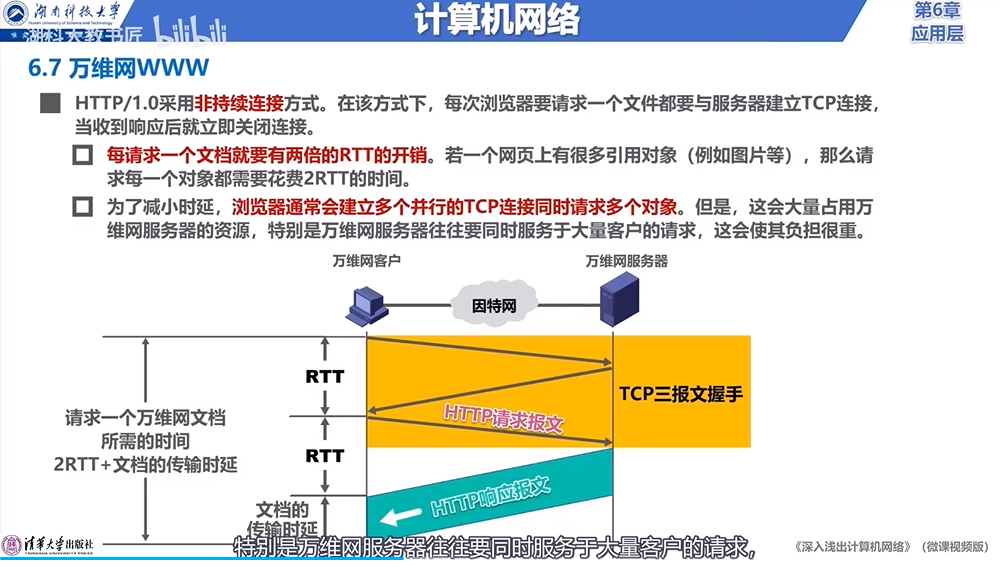 湖南科技大学
Hunan University of Science and Technology
湖科大教书匠 bilibili
计算机网络
第6章
应用层
6.7 万维网WWW
HTTP/1.0采用非持续连接方式。在该方式下，每次浏览器要请求一个文件都要与服务器建立TCP连接，
当收到响应后就立即关闭连接。
每请求一个文档就要有两倍的RTT的开销。若一个网页上有很多引用对象（例如图片等），那么请
求每一个对象都需要花费2RTT的时间。
为了减小时延，浏览器通常会建立多个并行的TCP连接同时请求多个对象。但是，这会大量占用万
维网服务器的资源，特别是万维网服务器往往要同时服务于大量客户的请求，这会使其负担很重。
万维网客户
万维网服务器
因特网
RTT
TCP三报文握手
HTTP请求报文
请求一个万维网文档
所需的时间
2RTT+文档的传输时延
RTT
HTTP响应报文
文档的
传输时延
清华大学出版社
TSINGHUA UNIVERSITY PRESS
特别是万维网服务器往往要同时服务于大量客户的请求，
《深入浅出计算机网络》（微课视频版）